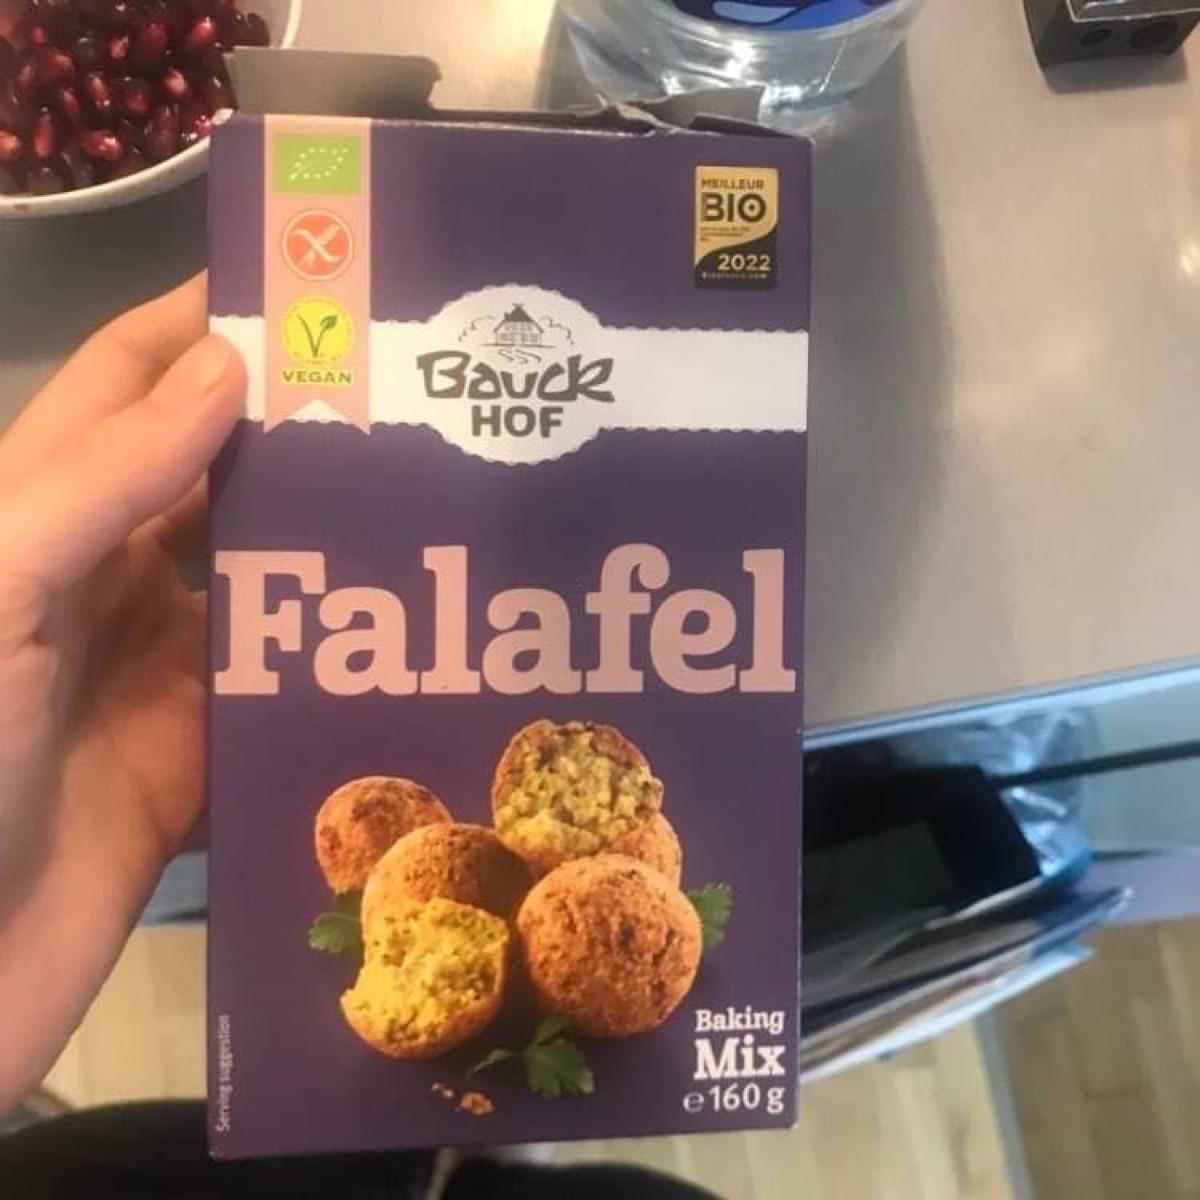 MEILLEUR
BIO
2022
VEGAN
Bauck
HOF
Falafel
Baking
Mix
℮160 g
Serving suggestion